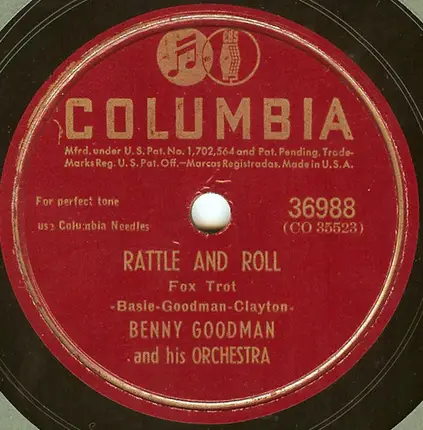 CBS
COLUMBIA
Mfrd. under U.S. Pat. No. 1,702,564 and Pat. Pending. Trade-
Marks Reg. U.S. Pat. Off.—Marcas Registradas. Made in U.S.A.
For perfect tone
use Columbia Needles
36988
(CO 35523)
RATTLE AND ROLL
Fox Trot
-Basie-Goodman-Clayton-
BENNY GOODMAN
and his ORCHESTRA